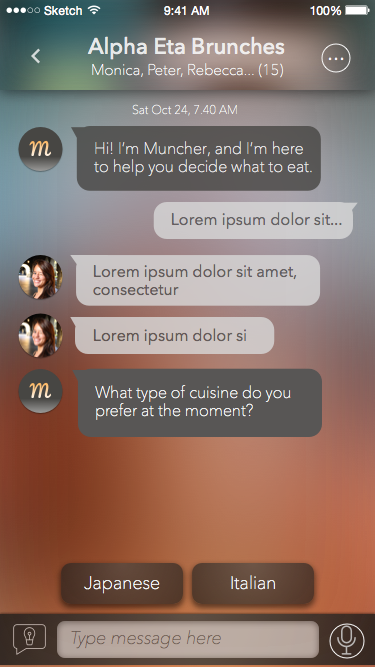 Sketch 9:41 AM 100%
Alpha Eta Brunches
Monica, Peter, Rebecca... (15)
Sat Oct 24, 7.40 AM
m
Hi! I'm Muncher, and I'm here
to help you decide what to eat.
Lorem ipsum dolor sit...
Lorem ipsum dolor sit amet,
consectetur
Lorem ipsum dolor si
m
What type of cuisine do you
prefer at the moment?
Japanese Italian
Type message here